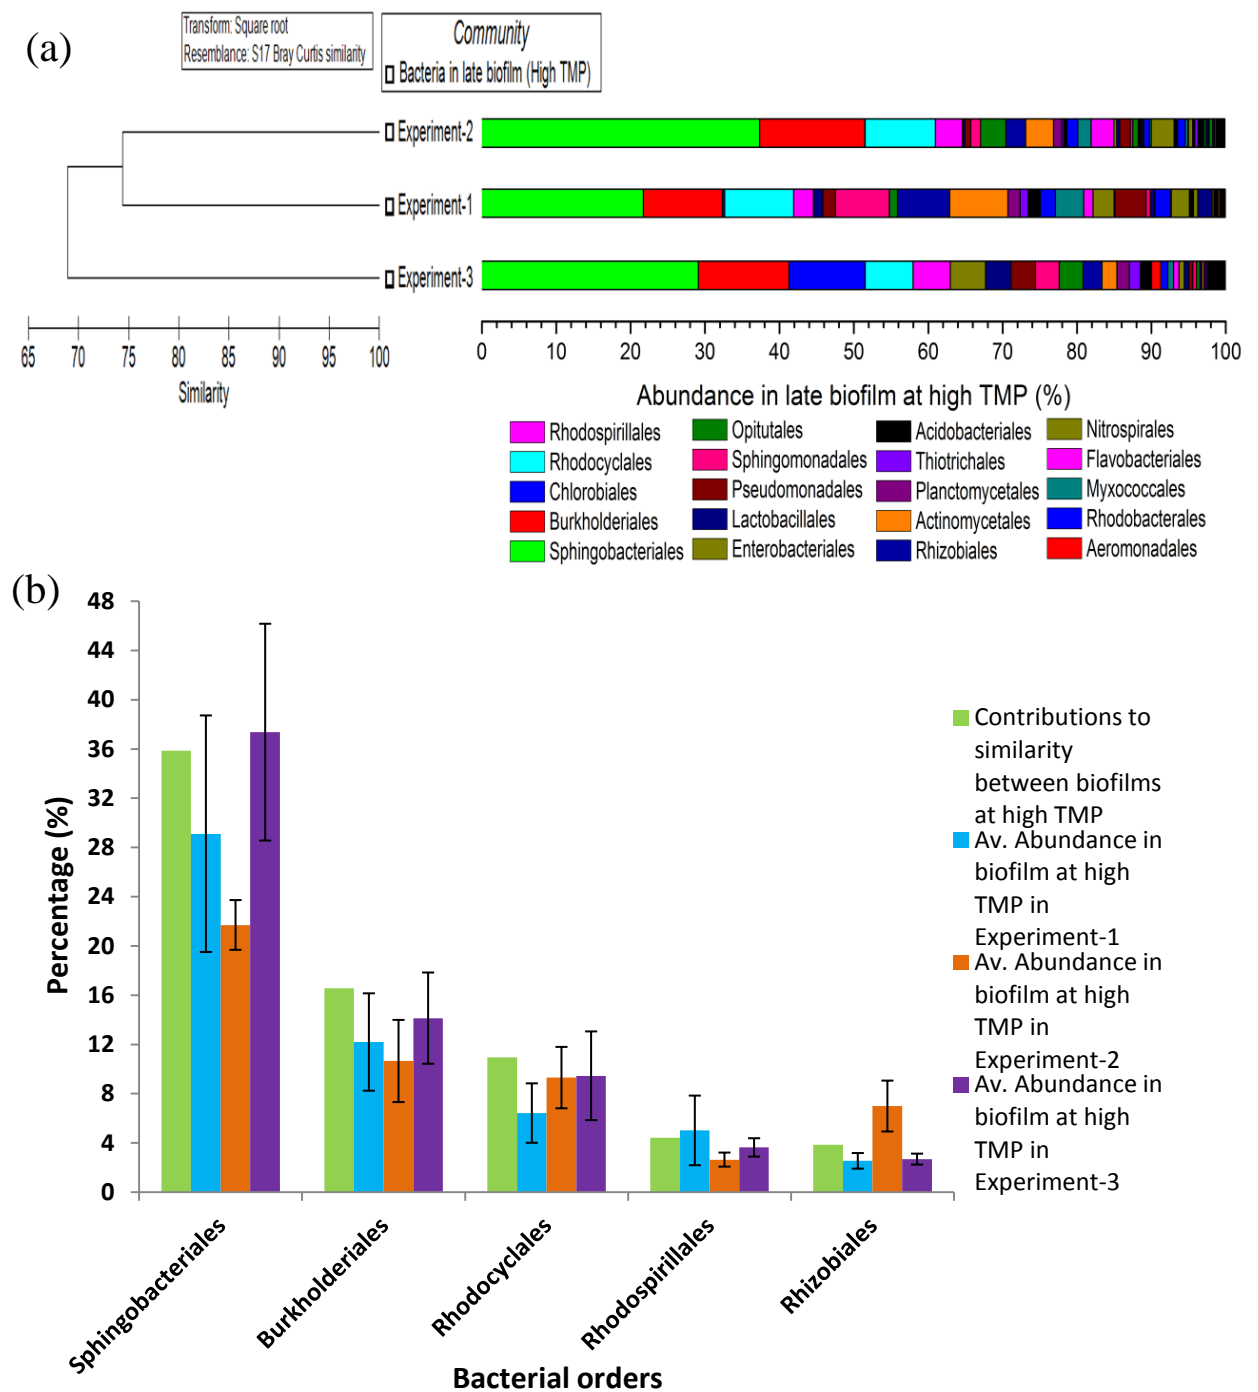 (a)
Transform: Square root
Resemblance: S17 Bray Curtis similarity
Community
Bacteria in late biofilm (High TMP)
Experiment-2
Experiment-1
Experiment-3
65 70 75 80 85 90 95 100
Similarity
0 10 20 30 40 50 60 70 80 90 100
Abundance in late biofilm at high TMP (%)
Rhodospirillales Opitutales Acidobacteriales Nitrospirales
Rhodocyclales Sphingomonadales Thiotrichales Flavobacteriales
Chlorobiales Pseudomonadales Planctomycetales Myxococcales
Burkholderiales Lactobacillales Actinomycetales Rhodobacterales
Sphingobacteriales Enterobacteriales Rhizobiales Aeromonadales
(b)
48
44
40
36
32
28
24
20
16
12
8
4
0
Percentage (%)
Sphingobacteriales
Burkholderiales
Rhodocyclales
Rhodospirillales
Rhizobiales
Bacterial orders
Contributions to
similarity
between biofilms
at high TMP
Av. Abundance in
biofilm at high
TMP in
Experiment-1
Av. Abundance in
biofilm at high
TMP in
Experiment-2
Av. Abundance in
biofilm at high
TMP in
Experiment-3